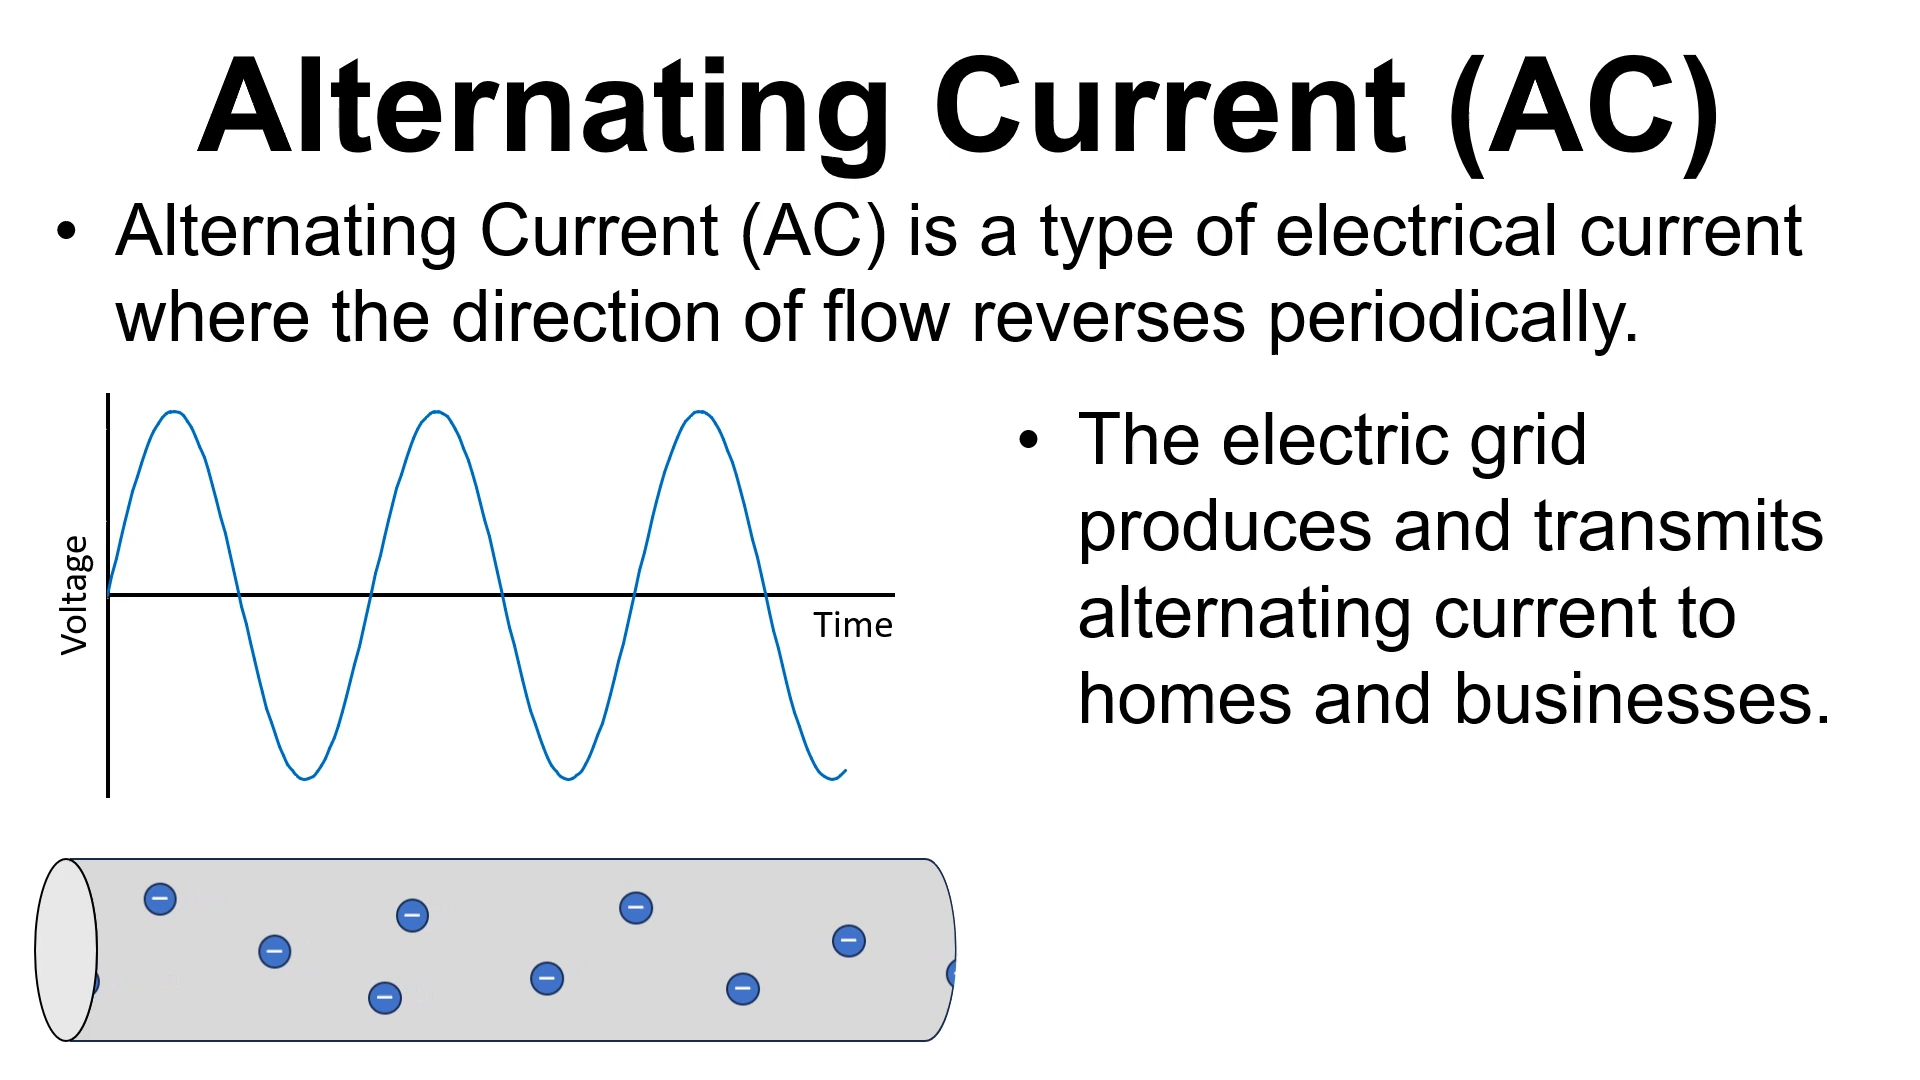 Alternating Current (AC)
• Alternating Current (AC) is a type of electrical current
where the direction of flow reverses periodically.
Voltage
Time
• The electric grid
produces and transmits
alternating current to
homes and businesses.